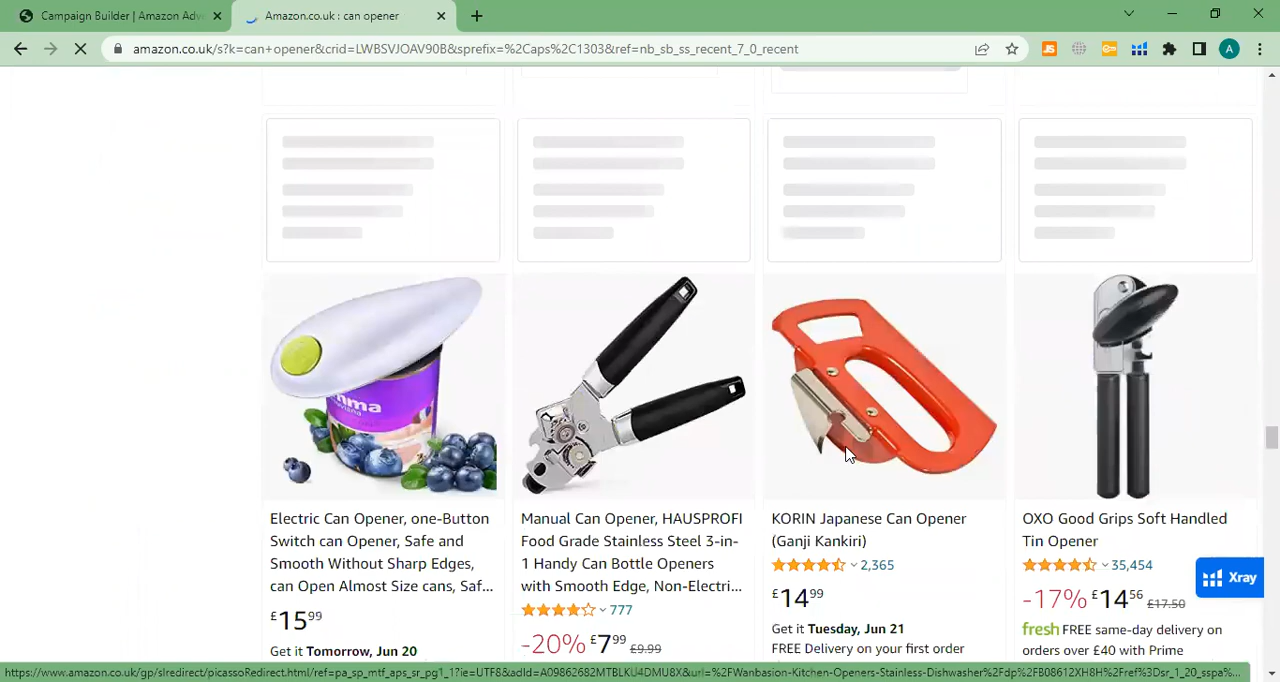 Campaign Builder | Amazon Adv
Amazon.co.uk : can opener
amazon.co.uk/s?k=can+opener&crid=LWBSVJOAV90B&sprefix=%2Caps%2C1303&ref=nb_sb_ss_recent_7_0_recent
JS
A
mma
Electric Can Opener, one-Button
Switch can Opener, Safe and
Smooth Without Sharp Edges,
can Open Almost Size cans, Saf...
£15 99
Get it Tomorrow, Jun 20
Manual Can Opener, HAUSPROFI
Food Grade Stainless Steel 3-in-
1 Handy Can Bottle Openers
with Smooth Edge, Non-Electri...
777
-20% £7 99 £9.99
KORIN Japanese Can Opener
(Ganji Kankiri)
2,365
£14 99
Get it Tuesday, Jun 21
FREE Delivery on your first order
OXO Good Grips Soft Handled
Tin Opener
35,454
-17% £14 56 £17.50
fresh FREE same-day delivery on
orders over £40 with Prime
Xray
https://www.amazon.co.uk/gp/slredirect/picassoRedirect.html/ref=pa_sp_mtf_aps_sr_pg1_1?ie=UTF8&adId=A09862682MTBLKU4DMU8X&url=%2FWanbasion-Kitchen-Openers-Stainless-Dishwasher%2Fdp%2FB08612XH8H%2Fref%3Dsr_1_20_sspa%...